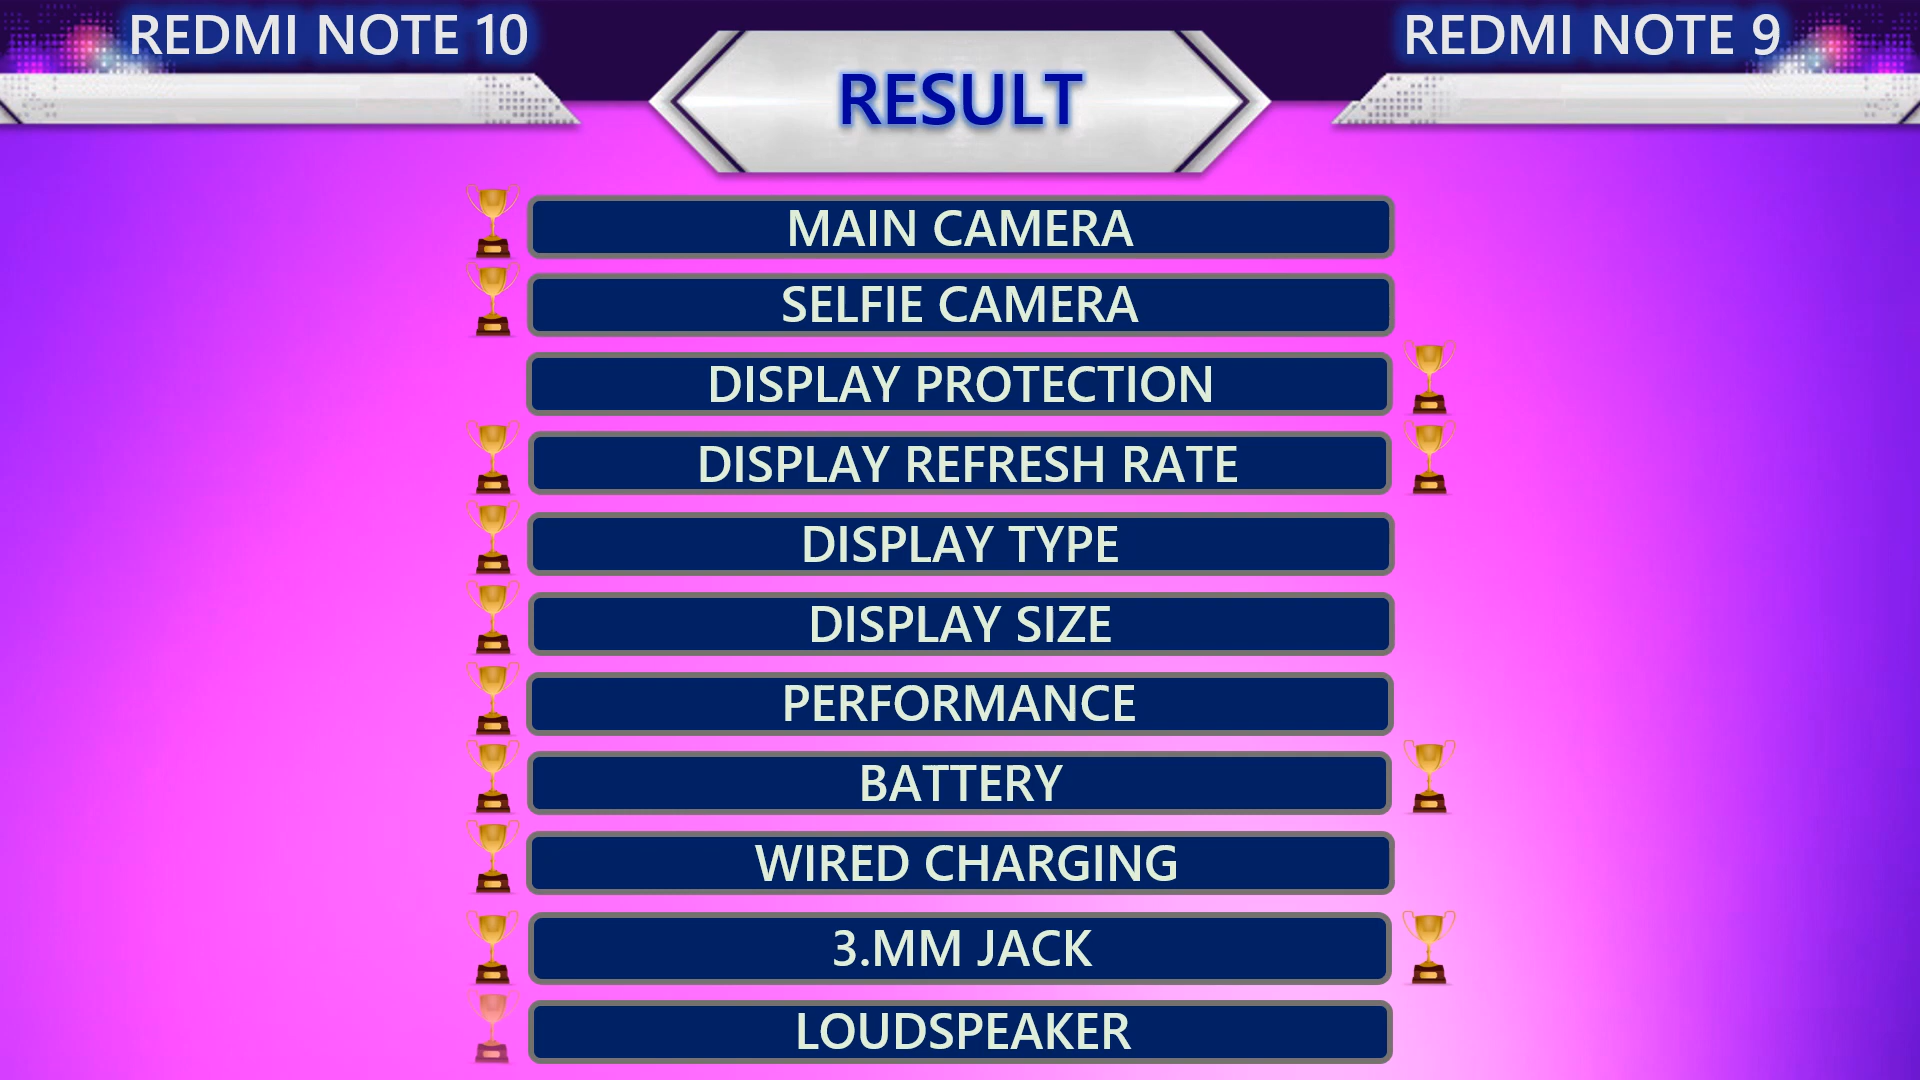 REDMI NOTE 10
REDMI NOTE 9
RESULT
MAIN CAMERA
SELFIE CAMERA
DISPLAY PROTECTION
DISPLAY REFRESH RATE
DISPLAY TYPE
DISPLAY SIZE
PERFORMANCE
BATTERY
WIRED CHARGING
3.MM JACK
LOUDSPEAKER